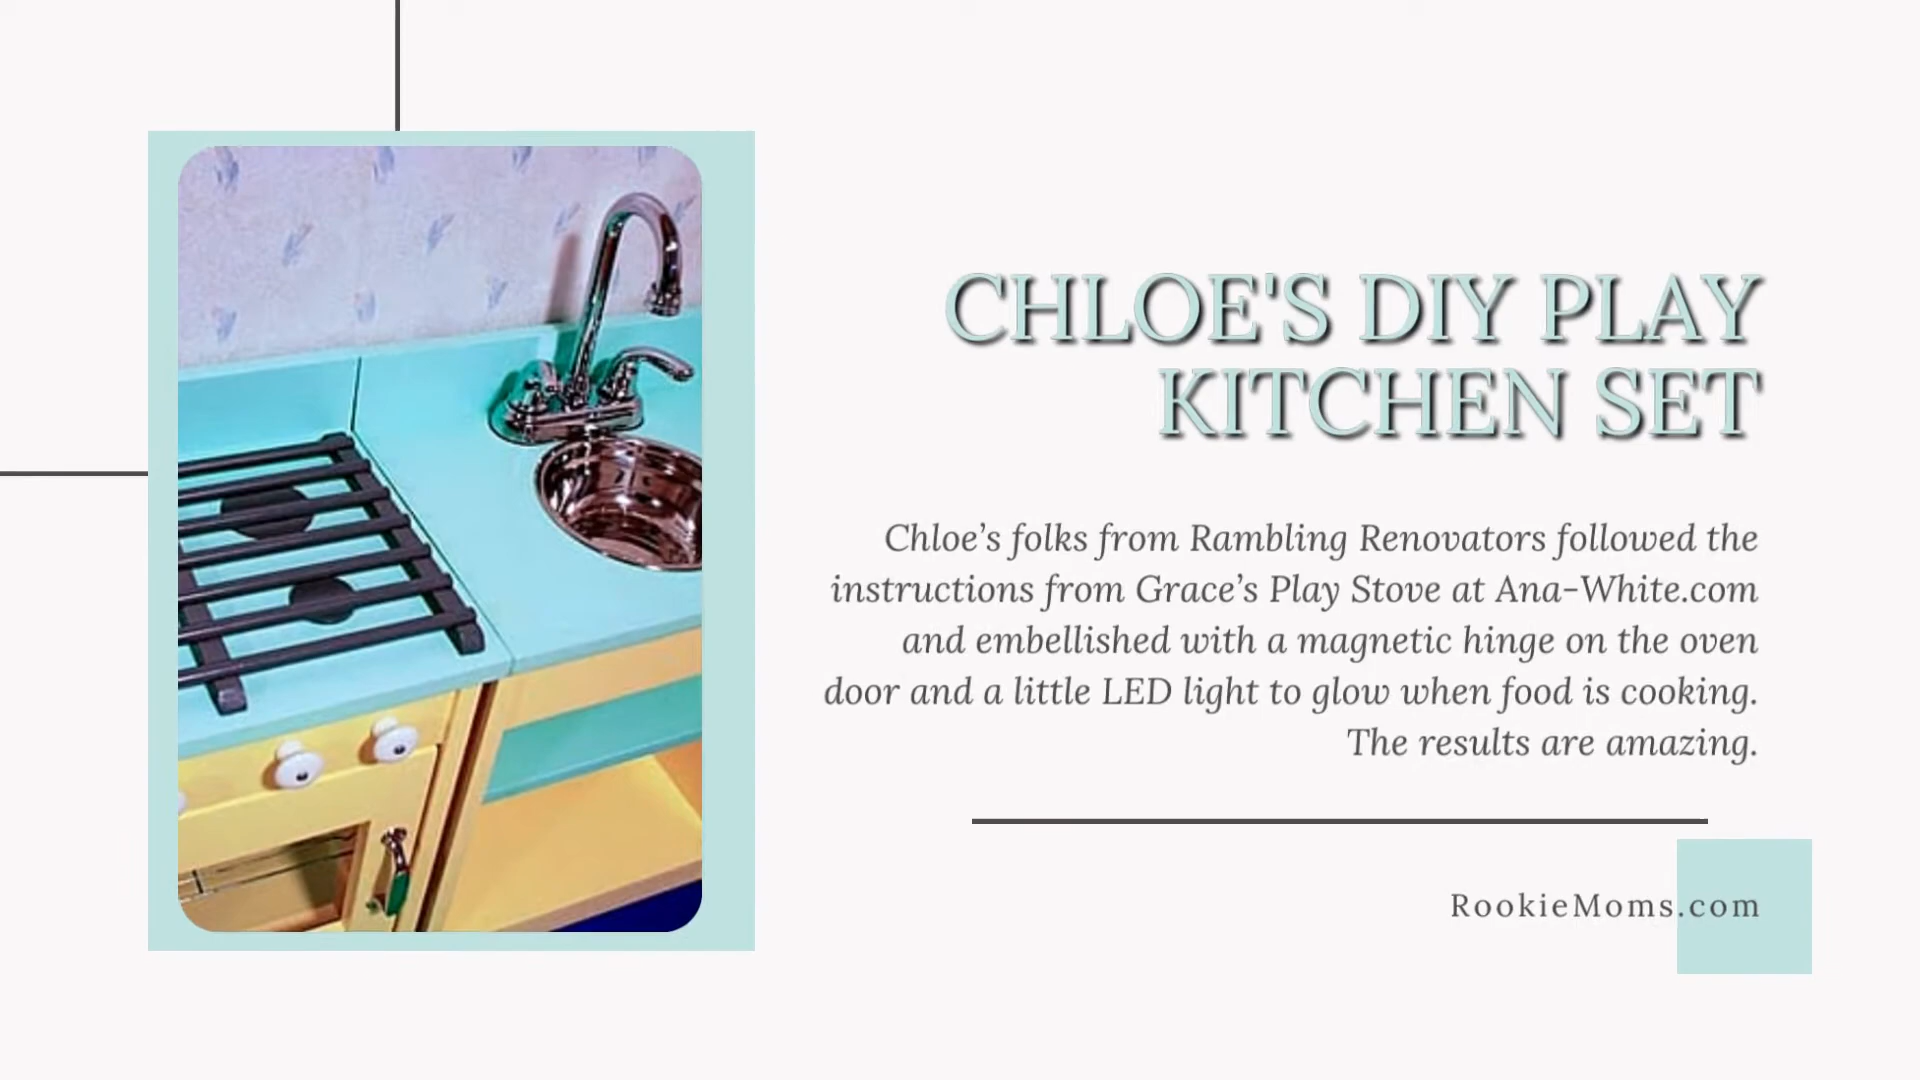 CHLOE'S DIY PLAY
KITCHEN SET
Chloe’s folks from Rambling Renovators followed the
instructions from Grace’s Play Stove at Ana-White.com
and embellished with a magnetic hinge on the oven
door and a little LED light to glow when food is cooking.
The results are amazing.
RookieMoms.com